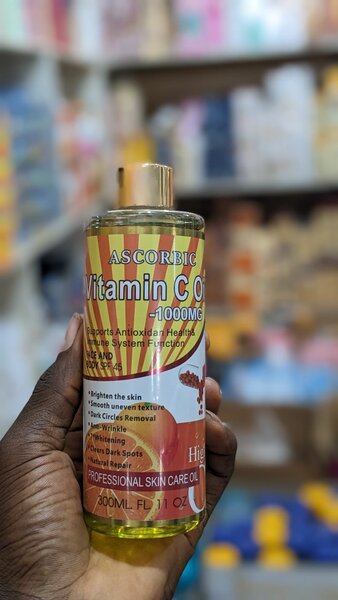 ASCORBIC
Vitamin C O
-1000MG
Supports Antioxidan Health&
Immune System Function
FACE AND
BODY SPF 45
• Brighten the skin
• Smooth uneven texture
• Dark Circles Removal
• Anti-Wrinkle
• Whitening
• Clears Dark Spots
• Natural Repair
Hig
PROFESSIONAL SKIN CARE OIL
300ML. FL. 11 OZ